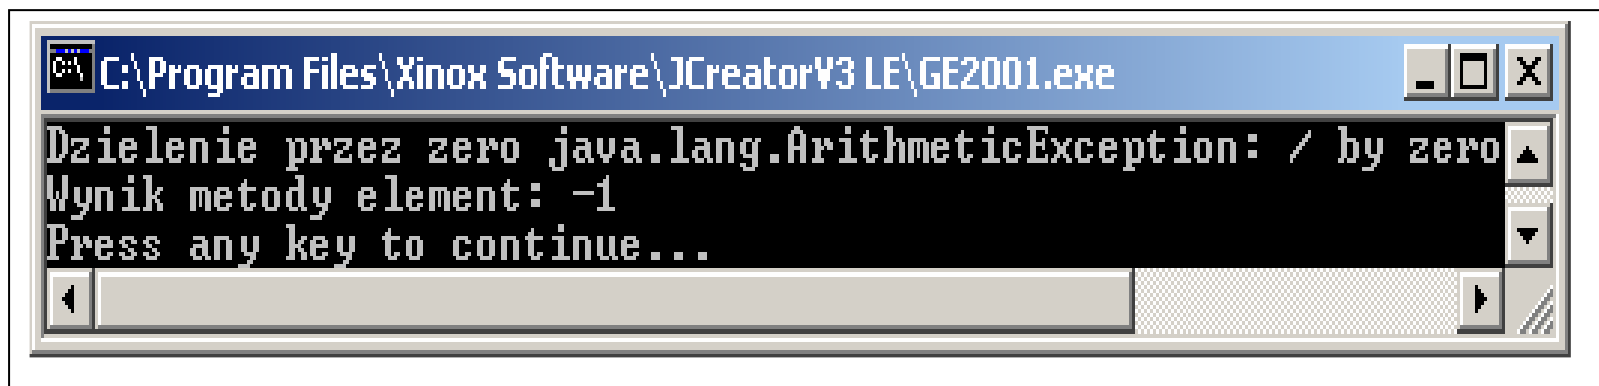 C:\Program Files\Xinox Software\JCreatorV3 LE\GE2001.exe
Dzielenie przez zero java.lang.ArithmeticException: / by zero
Wynik metody element: -1
Press any key to continue...